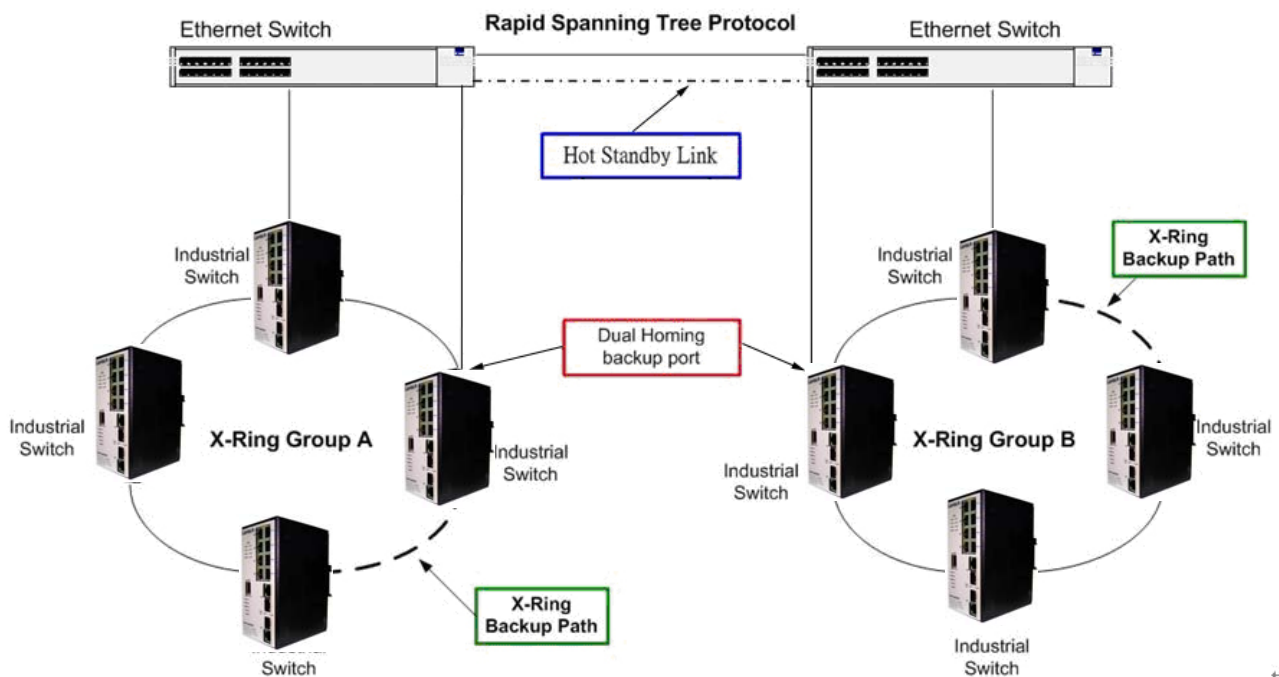 Rapid Spanning Tree Protocol
Ethernet Switch
Ethernet Switch
Hot Standby Link
Industrial
Switch
Industrial
Switch
X-Ring
Backup Path
Dual Homing
backup port
Industrial
Switch
X-Ring Group A
Industrial
Switch
Industrial
Switch
X-Ring Group B
Industrial
Switch
X-Ring
Backup Path
Industrial
Switch
Industrial
Switch